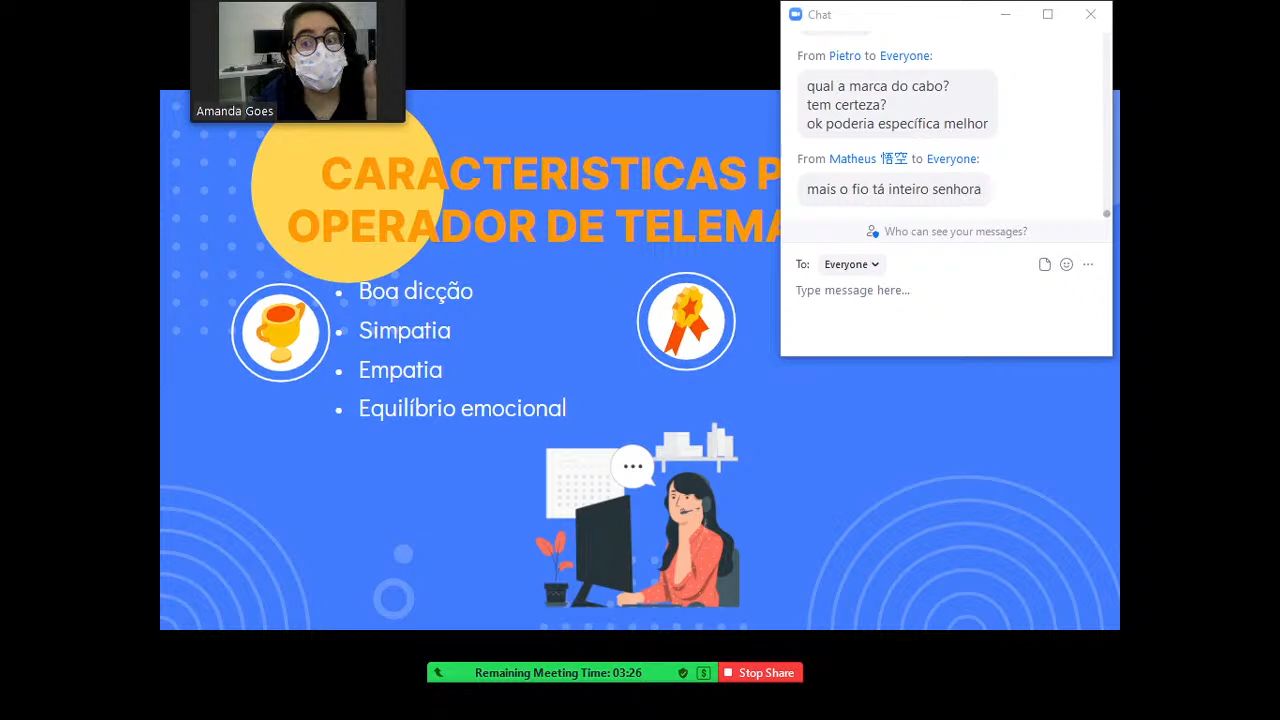 Amanda Goes
CARACTERISTICAS P
OPERADOR DE TELEMA
• Boa dicção
• Simpatia
• Empatia
• Equilíbrio emocional
Chat
From Pietro to Everyone:
qual a marca do cabo?
tem certeza?
ok poderia específica melhor
From Matheus 悟空 to Everyone:
mais o fio tá inteiro senhora
Who can see your messages?
To: Everyone
Type message here...
Remaining Meeting Time: 03:26
Stop Share